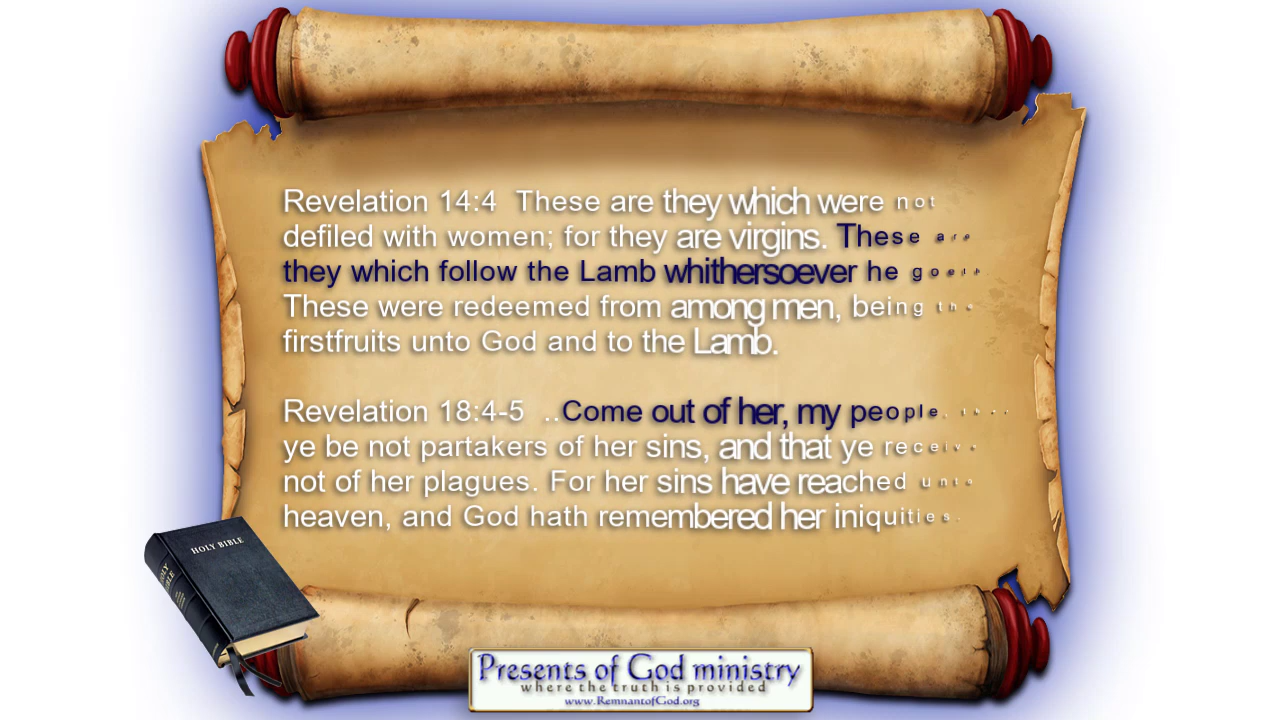 Revelation 14:4 These are they which were not
defiled with women; for they are virgins. These are
they which follow the Lamb whithersoever he goeth
These were redeemed from among men, being the
firstfruits unto God and to the Lamb.
Revelation 18:4-5 ..Come out of her, my people,
ye be not partakers of her sins, and that ye receive
not of her plagues. For her sins have reached unto
heaven, and God hath remembered her iniquities.
HOLY BIBLE
HOLY BIBLE
Presents of God ministry
where the truth is provided
www.RemnantofGod.org